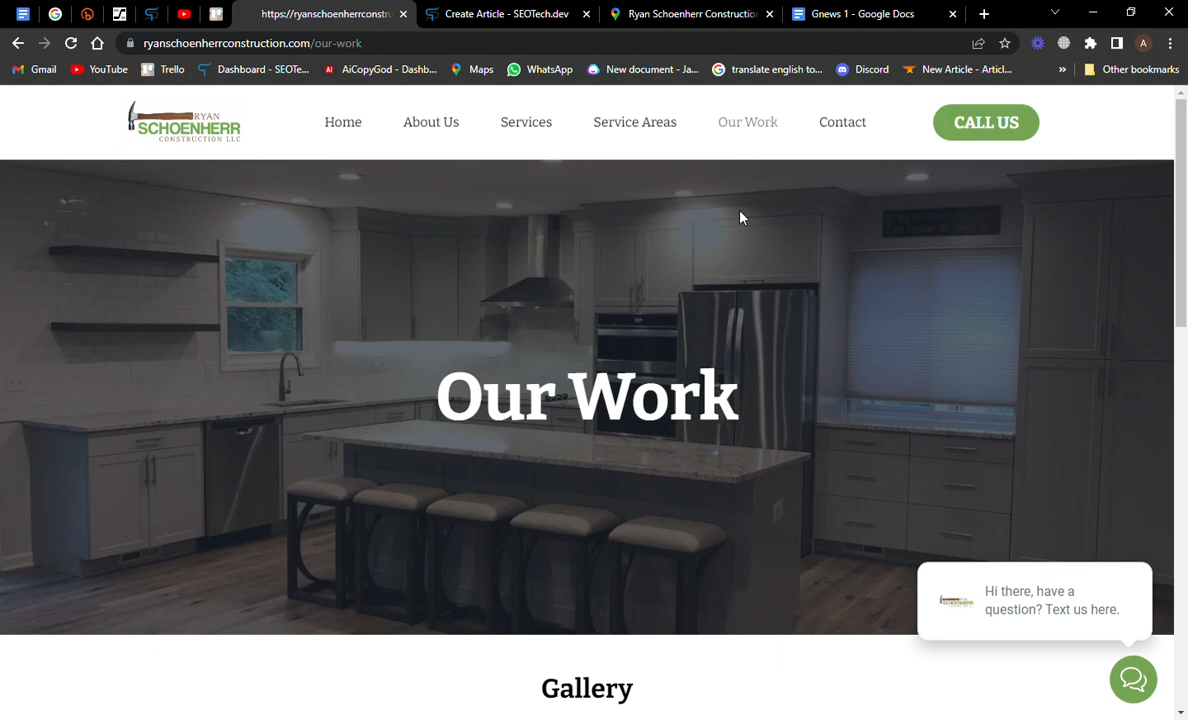 https://ryanschoenherrconstru
Create Article - SEOTech.dev
Ryan Schoenherr Construction
Gnews 1 - Google Docs
ryanschoenherrconstruction.com/our-work
A
Gmail
YouTube
Trello
Dashboard - SEOTe...
AI
AiCopyGod - Dashb...
Maps
WhatsApp
New document - Ja...
translate english to...
Discord
New Article - Articl...
»
Other bookmarks
RYAN
SCHOENHERR
CONSTRUCTION LLC
Home
About Us
Services
Service Areas
Our Work
Contact
CALL US
Our Work
Hi there, have a
question? Text us here.
Gallery